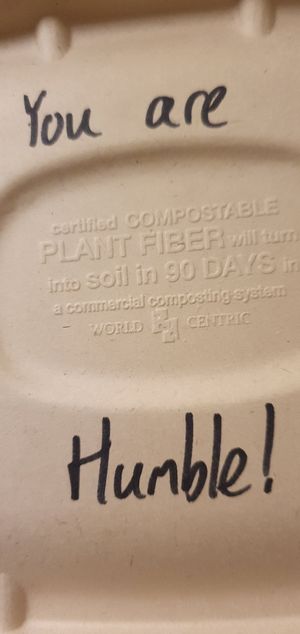 You are
certified COMPOSTABLE
PLANT FIBER will turn
into soil in 90 DAYS in
a commercial composting system
WORLD CENTRIC
Humble!